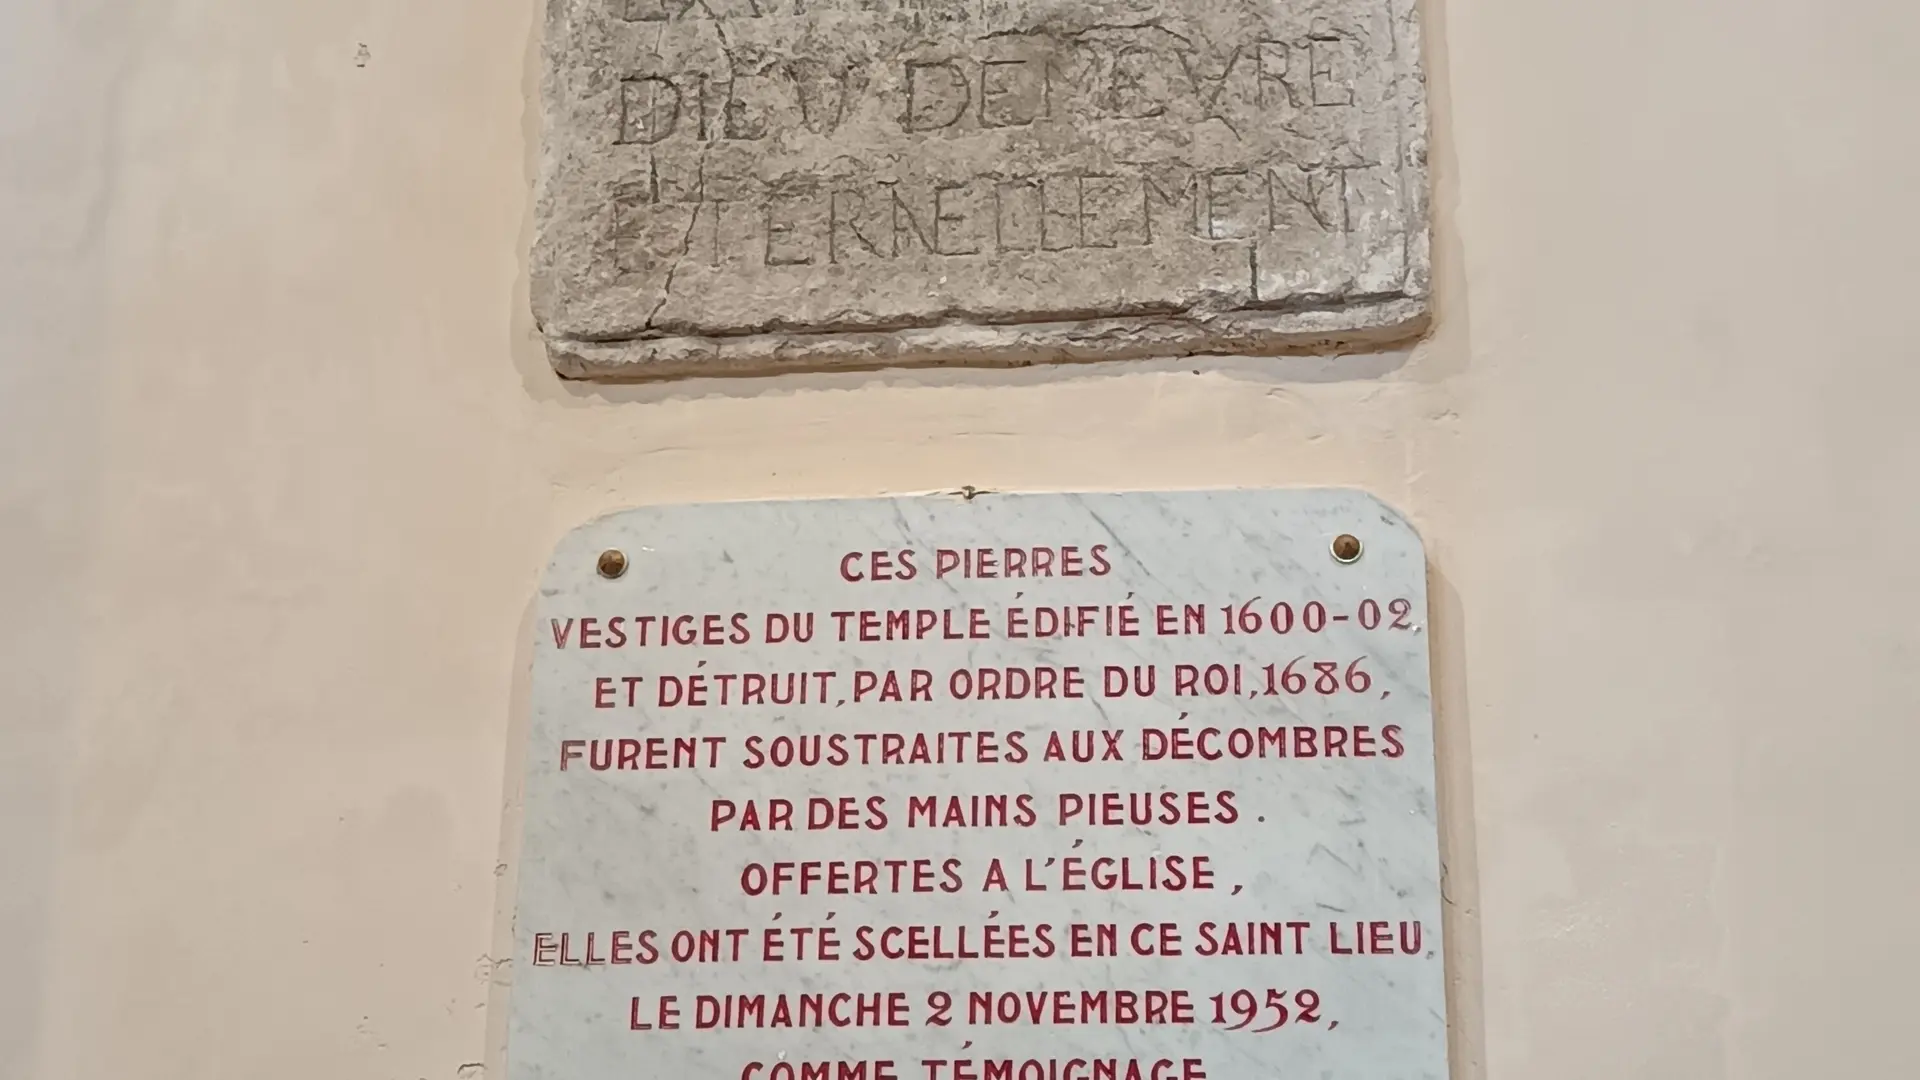 DIEU DEMEVRE
ETERNELLEMENT
CES PIERRES
VESTIGES DU TEMPLE ÉDIFIÉ EN 1600-02,
ET DÉTRUIT, PAR ORDRE DU ROI, 1686,
FURENT SOUSTRAITES AUX DÉCOMBRES
PAR DES MAINS PIEUSES.
OFFERTES A L'ÉGLISE,
ELLES ONT ÉTÉ SCELLÉES EN CE SAINT LIEU,
LE DIMANCHE 2 NOVEMBRE 1952,
COMME TÉMOIGNAGE